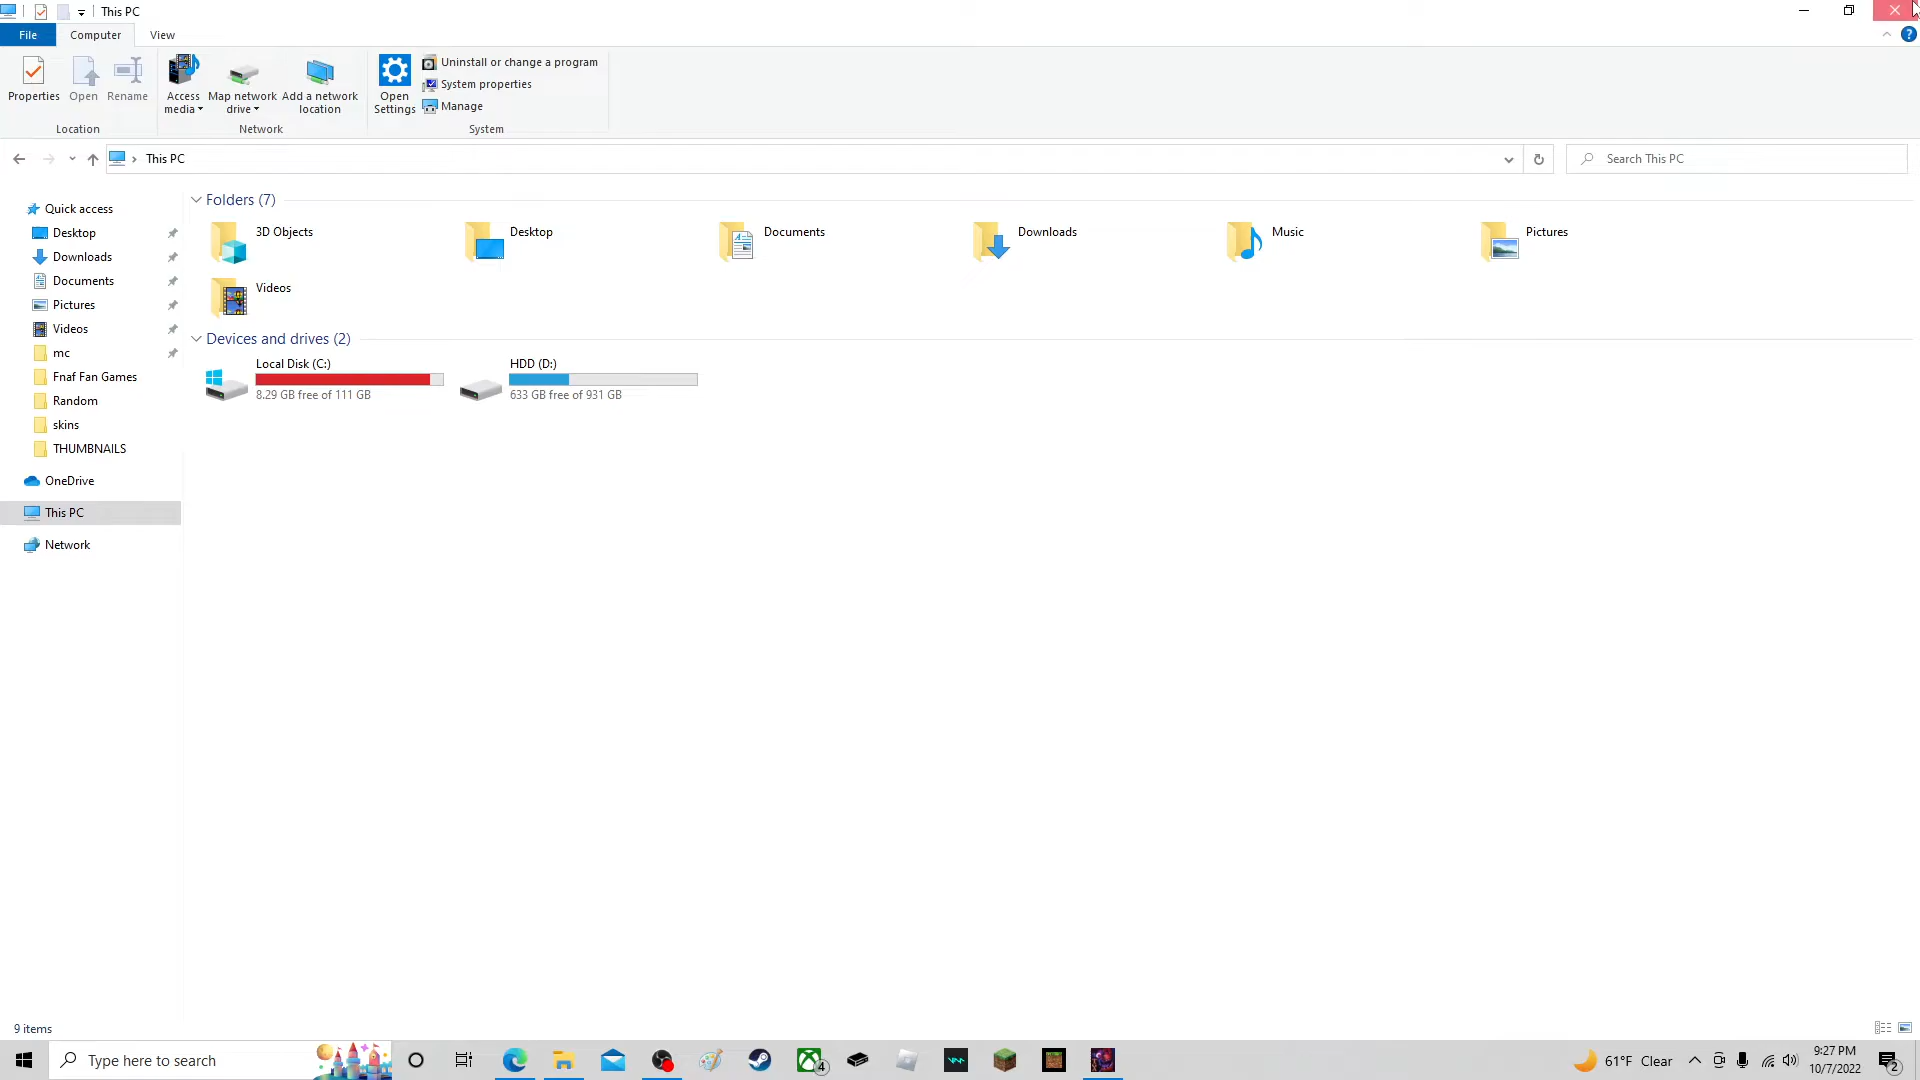 This PC
File
Computer
View
Properties
Open
Rename
Access media
Map network drive
Add a network location
Open Settings
Uninstall or change a program
System properties
Manage
Location
Network
System
This PC
Search This PC
Quick access
Desktop
Downloads
Documents
Pictures
Videos
mc
Fnaf Fan Games
Random
skins
THUMBNAILS
OneDrive
This PC
Network
Folders (7)
3D Objects
Desktop
Documents
Downloads
Music
Pictures
Videos
Devices and drives (2)
Local Disk (C:)
8.29 GB free of 111 GB
HDD (D:)
633 GB free of 931 GB
9 items
Type here to search
4
61°F Clear
9:27 PM
10/7/2022
2